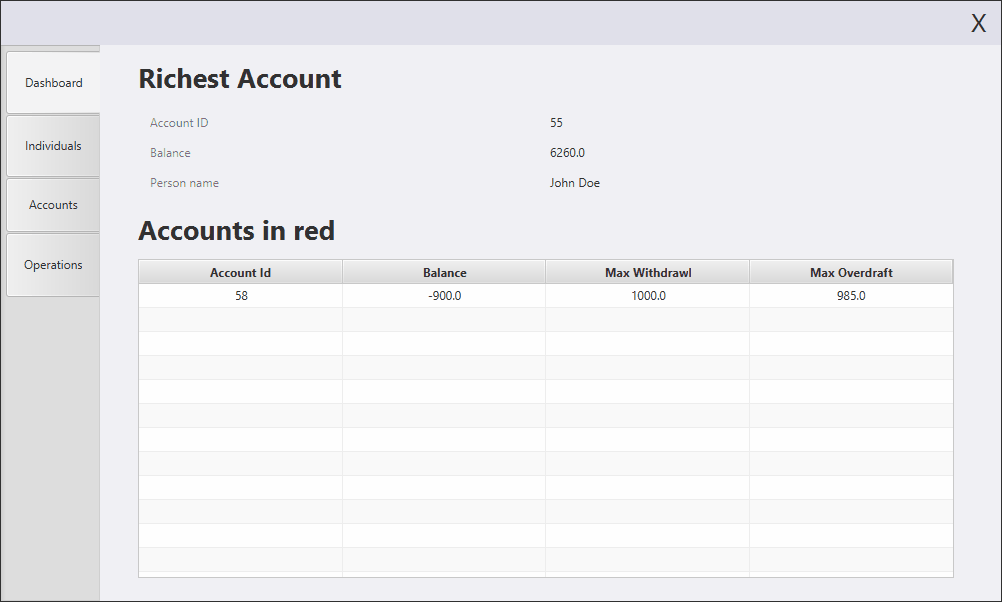 X
Dashboard
Individuals
Accounts
Operations
Richest Account
Account ID 55
Balance 6260.0
Person name John Doe
Accounts in red
Account Id Balance Max Withdrawl Max Overdraft
58 -900.0 1000.0 985.0